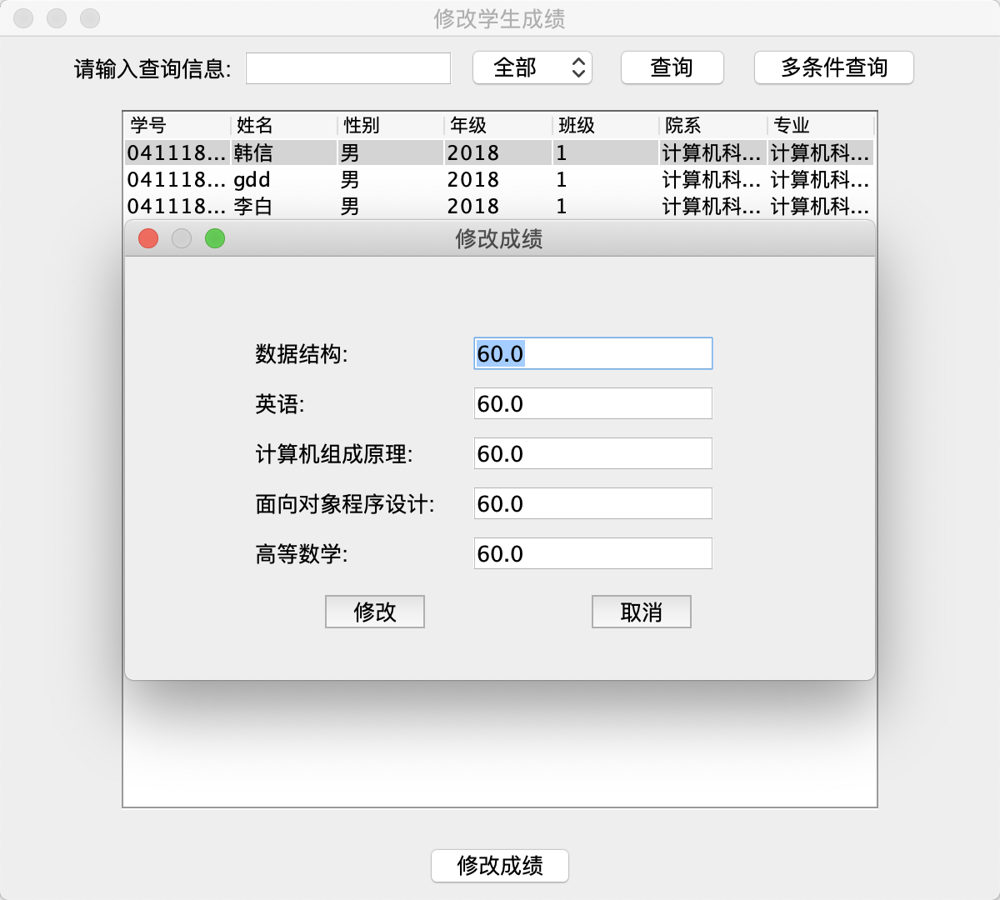 修改学生成绩
请输入查询信息: 全部 查询 多条件查询
学号 姓名 性别 年级 班级 院系 专业
041118... 韩信 男 2018 1 计算机科... 计算机科...
041118... gdd 男 2018 1 计算机科... 计算机科...
041118... 李白 男 2018 1 计算机科... 计算机科...
修改成绩
数据结构: 60.0
英语: 60.0
计算机组成原理: 60.0
面向对象程序设计: 60.0
高等数学: 60.0
修改 取消
修改成绩